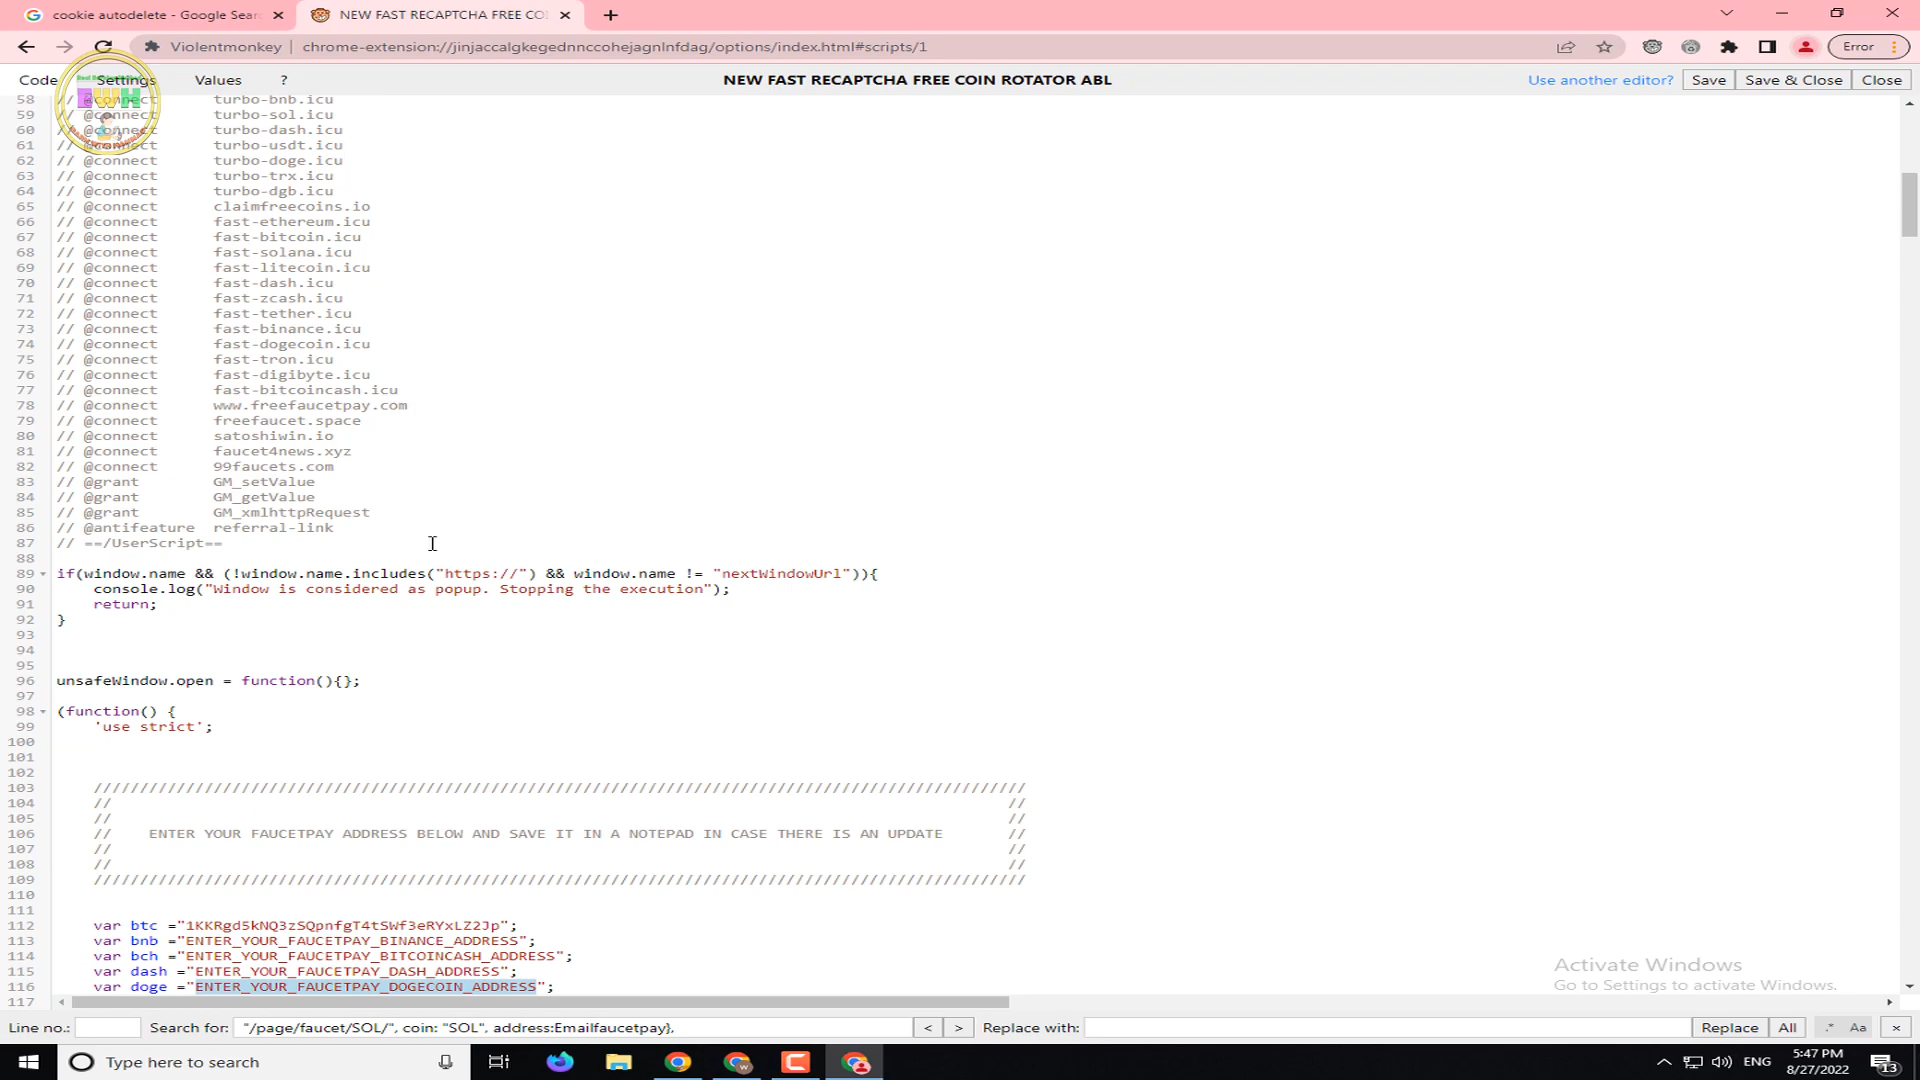 cookie autodelete - Google Sear
NEW FAST RECAPTCHA FREE COI
Violentmonkey
chrome-extension://jinjaccalgkegednnccohejagnlnfdag/options/index.html#scripts/1
Error
Code
Settings
Values
?
NEW FAST RECAPTCHA FREE COIN ROTATOR ABL
Use another editor?
Save
Save & Close
Close
IWH
58 // @connect turbo-bnb.icu
59 // @connect turbo-sol.icu
60 // @connect turbo-dash.icu
61 // @connect turbo-usdt.icu
62 // @connect turbo-doge.icu
63 // @connect turbo-trx.icu
64 // @connect turbo-dgb.icu
65 // @connect claimfreecoins.io
66 // @connect fast-ethereum.icu
67 // @connect fast-bitcoin.icu
68 // @connect fast-solana.icu
69 // @connect fast-litecoin.icu
70 // @connect fast-dash.icu
71 // @connect fast-zcash.icu
72 // @connect fast-tether.icu
73 // @connect fast-binance.icu
74 // @connect fast-dogecoin.icu
75 // @connect fast-tron.icu
76 // @connect fast-digibyte.icu
77 // @connect fast-bitcoincash.icu
78 // @connect www.freefaucetpay.com
79 // @connect freefaucet.space
80 // @connect satoshiwin.io
81 // @connect faucet4news.xyz
82 // @connect 99faucets.com
83 // @grant GM_setValue
84 // @grant GM_getValue
85 // @grant GM_xmlhttpRequest
86 // @antifeature referral-link
87 // ==/UserScript==
88
89 if(window.name && (!window.name.includes("https://") && window.name != "nextWindowUrl")){
90 console.log("Window is considered as popup. Stopping the execution");
91 return;
92 }
93
94
95
96 unsafeWindow.open = function(){};
97
98 (function() {
99 'use strict';
100
101
102
103 /////////////////////////////////////////////////////////////////////////////////////////////////////
104 // //
105 // //
106 // ENTER YOUR FAUCETPAY ADDRESS BELOW AND SAVE IT IN A NOTEPAD IN CASE THERE IS AN UPDATE //
107 // //
108 // //
109 /////////////////////////////////////////////////////////////////////////////////////////////////////
110
111
112 var btc ="1KKRgd5kNQ3zSQpnfgT4tSWf3eRYxLZ2Jp";
113 var bnb ="ENTER_YOUR_FAUCETPAY_BINANCE_ADDRESS";
114 var bch ="ENTER_YOUR_FAUCETPAY_BITCOINCASH_ADDRESS";
115 var dash ="ENTER_YOUR_FAUCETPAY_DASH_ADDRESS";
116 var doge ="ENTER_YOUR_FAUCETPAY_DOGECOIN_ADDRESS";
117
Activate Windows
Go to Settings to activate Windows.
Line no.:
Search for: "/page/faucet/SOL/", coin: "SOL", address:Emailfaucetpay},
<
>
Replace with:
Replace
All
.*
Aa
×
Type here to search
ENG
5:47 PM
8/27/2022
13